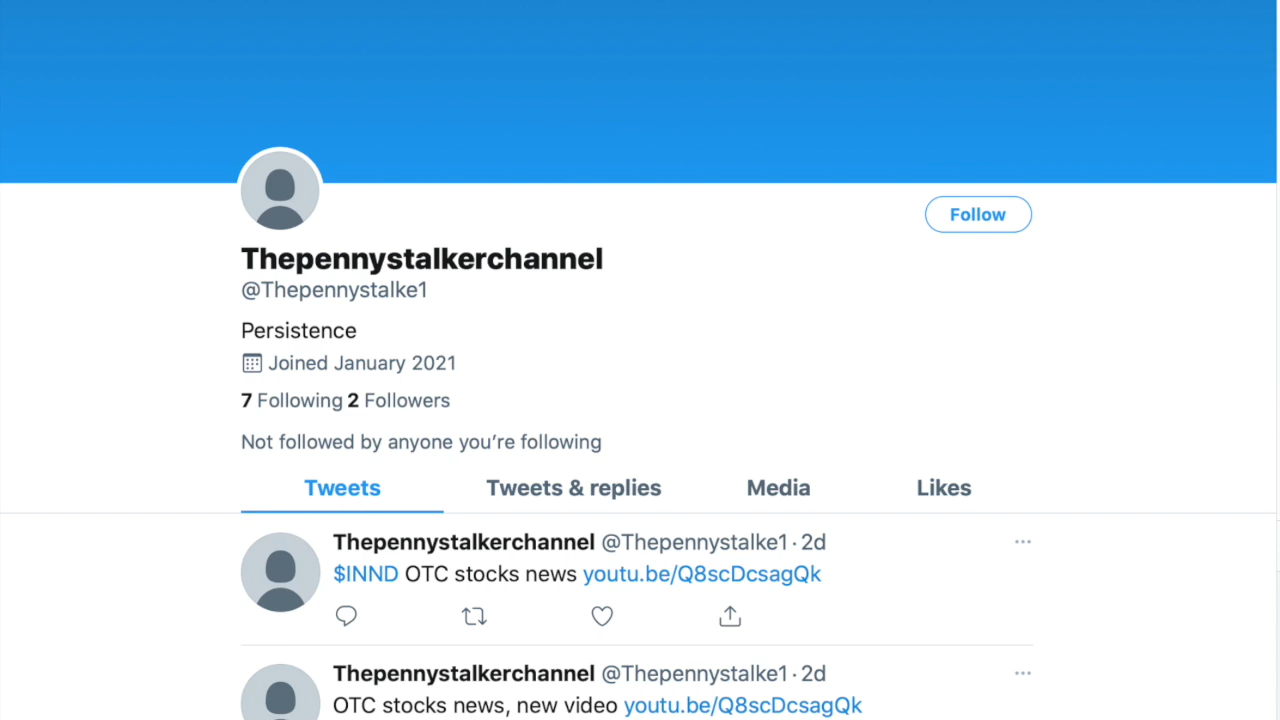 Follow
Thepennystalkerchannel
@Thepennystalke1
Persistence
Joined January 2021
7 Following 2 Followers
Not followed by anyone you’re following
Tweets Tweets & replies Media Likes
Thepennystalkerchannel @Thepennystalke1 · 2d
$INND OTC stocks news youtu.be/Q8scDcsagQk
Thepennystalkerchannel @Thepennystalke1 · 2d
OTC stocks news, new video youtu.be/Q8scDcsagQk